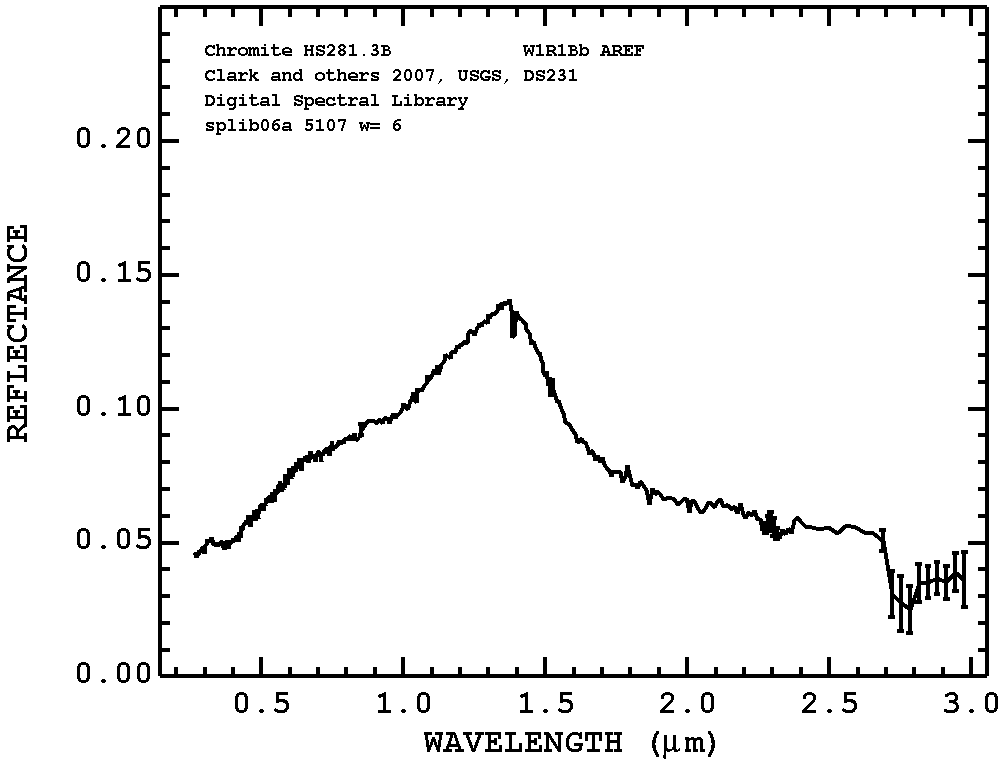 Chromite HS281.3B W1R1Bb AREF
Clark and others 2007, USGS, DS231
Digital Spectral Library
splib06a 5107 w= 6
0.20
0.15
0.10
0.05
0.00
REFLECTANCE
0.5 1.0 1.5 2.0 2.5 3.0
WAVELENGTH (μm)